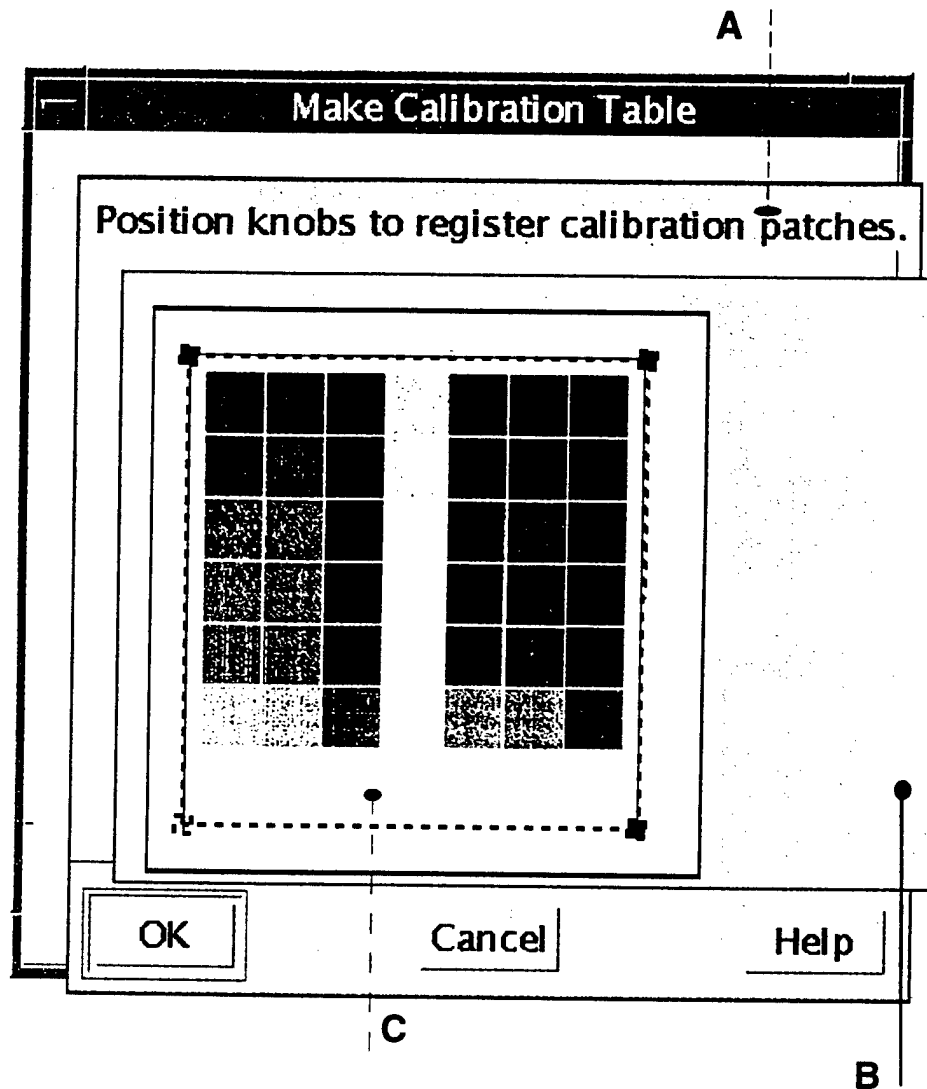 A
Make Calibration Table
Position knobs to register calibration patches.
OK Cancel Help
C
B